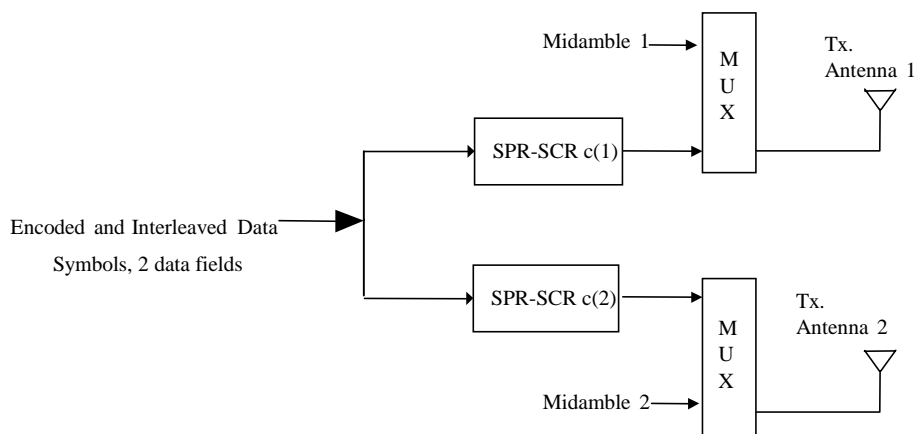 Midamble 1
M
U
X
Tx.
Antenna 1
SPR-SCR c(1)
Encoded and Interleaved Data
Symbols, 2 data fields
SPR-SCR c(2)
M
U
X
Tx.
Antenna 2
Midamble 2